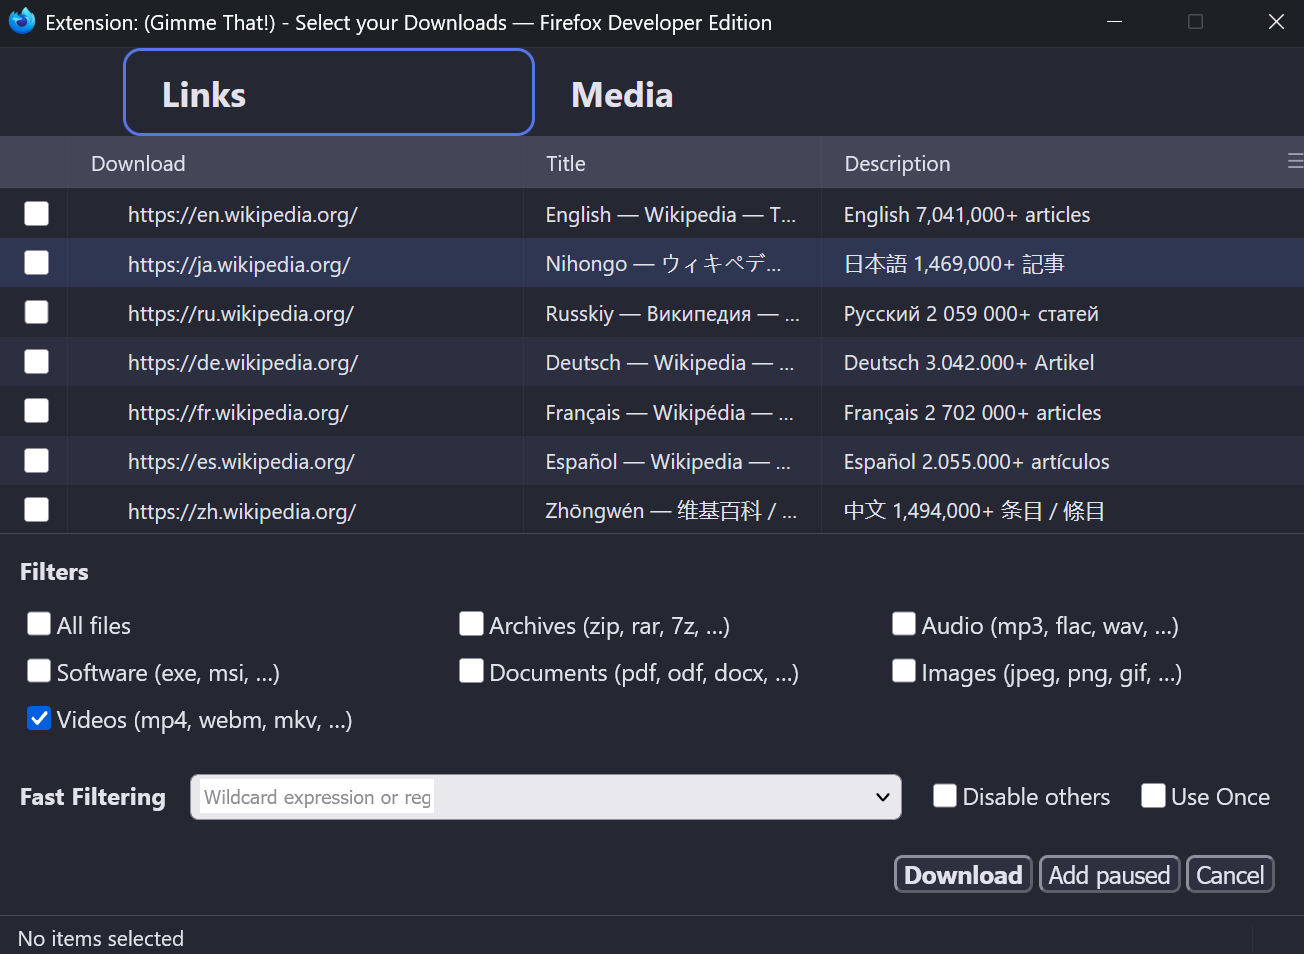 Extension: (Gimme That!) - Select your Downloads — Firefox Developer Edition
Links Media
Download Title Description
https://en.wikipedia.org/ English — Wikipedia — T... English 7,041,000+ articles
https://ja.wikipedia.org/ Nihongo — ウィキペデ... 日本語 1,469,000+ 記事
https://ru.wikipedia.org/ Russkiy — Википедия — ... Русский 2 059 000+ статей
https://de.wikipedia.org/ Deutsch — Wikipedia — ... Deutsch 3.042.000+ Artikel
https://fr.wikipedia.org/ Français — Wikipédia — ... Français 2 702 000+ articles
https://es.wikipedia.org/ Español — Wikipedia — ... Español 2.055.000+ artículos
https://zh.wikipedia.org/ Zhōngwén — 维基百科 / ... 中文 1,494,000+ 条目 / 條目
Filters
All files Archives (zip, rar, 7z, ...) Audio (mp3, flac, wav, ...)
Software (exe, msi, ...) Documents (pdf, odf, docx, ...) Images (jpeg, png, gif, ...)
Videos (mp4, webm, mkv, ...)
Fast Filtering Wildcard expression or reg Disable others Use Once
Download Add paused Cancel
No items selected